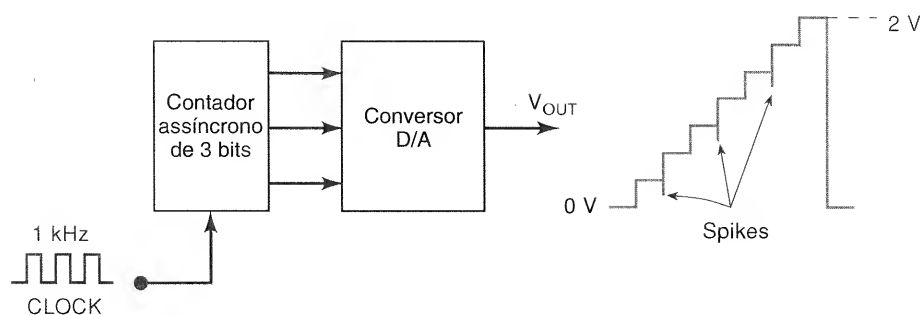 Contador
assíncrono
de 3 bits
Conversor
D/A
V_OUT
2 V
0 V
Spikes
1 kHz
CLOCK